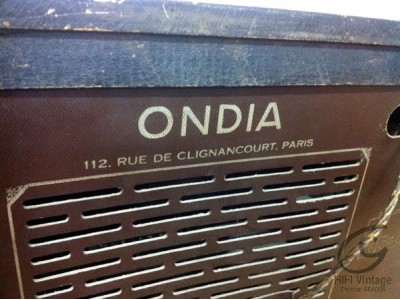 ONDIA
112, RUE DE CLIGNANCOURT, PARIS
HIFI Vintage